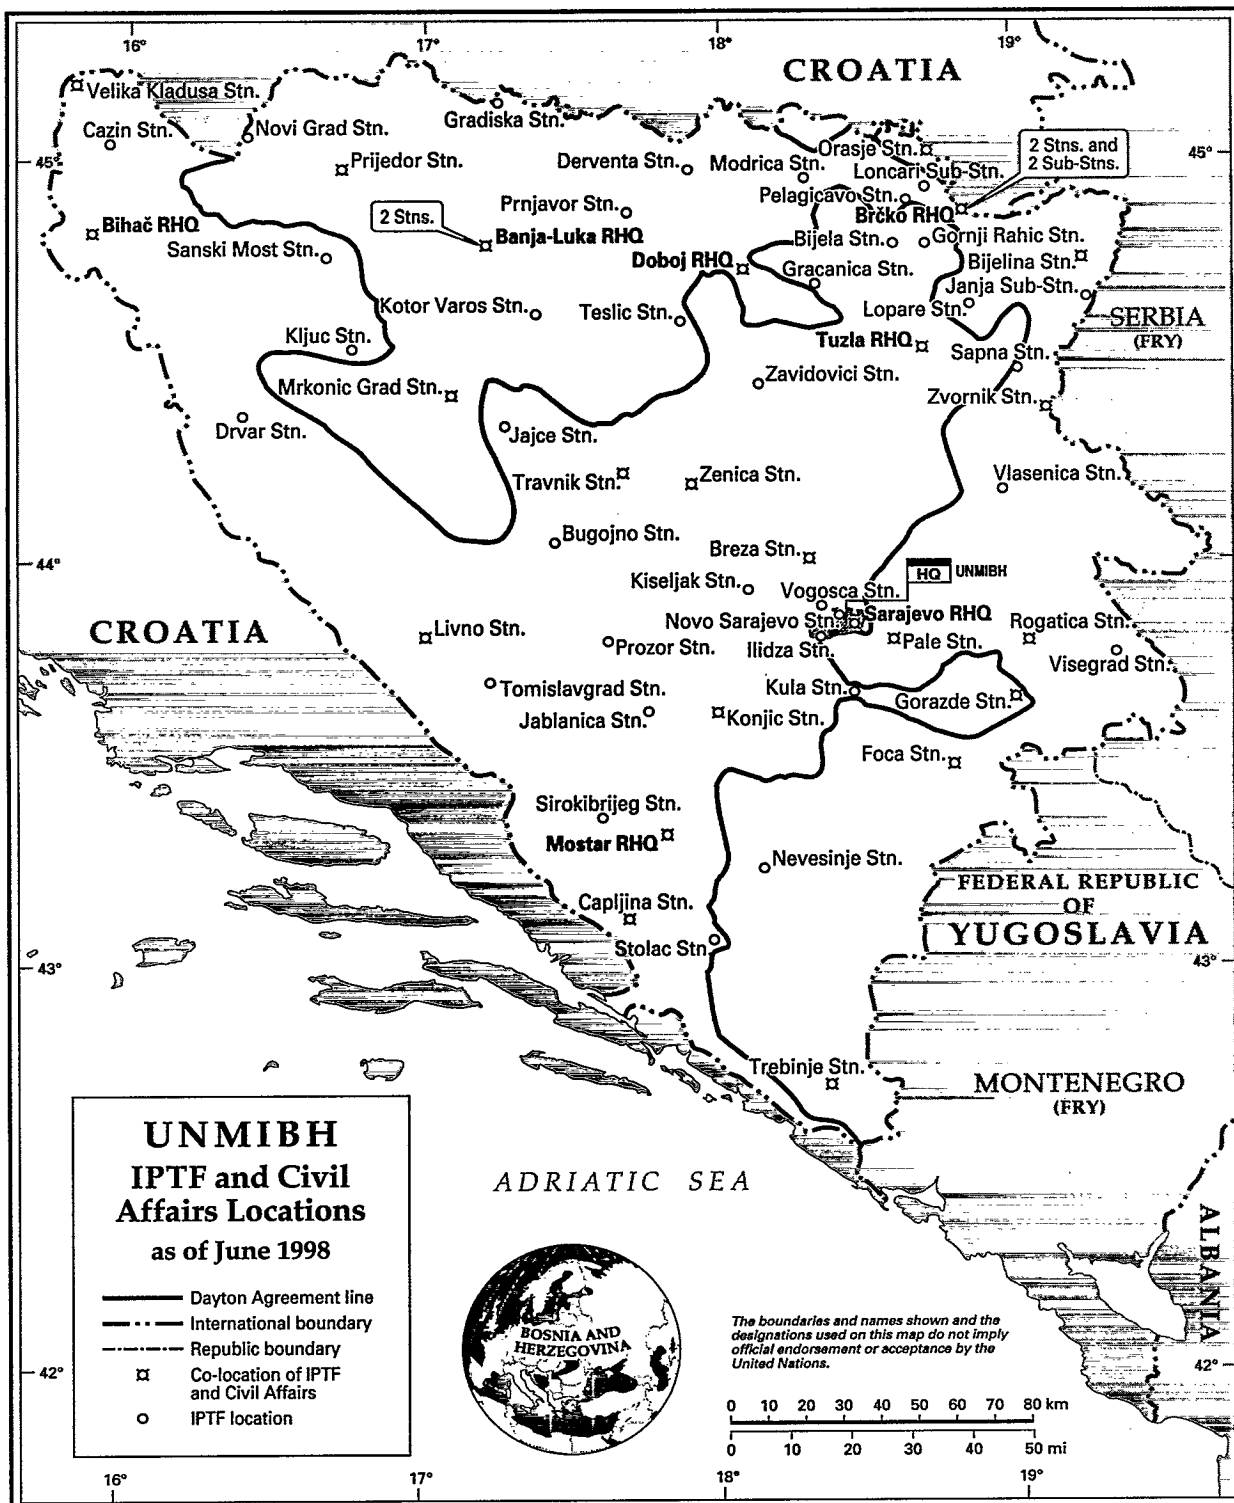 16°
17°
18°
19°
CROATIA
Velika Kladusa Stn.
Cazin Stn.
Novi Grad Stn.
Gradiska Stn.
45°
Prijedor Stn.
Derventa Stn.
Modrica Stn.
Orasje Stn.
Loncari Sub-Stn.
2 Stns. and
2 Sub-Stns.
45°
Pelagicavo Stn.
Brčko RHQ
Prnjavor Stn.
2 Stns.
Banja-Luka RHQ
Bihač RHQ
Sanski Most Stn.
Bijela Stn.
Gornji Rahic Stn.
Doboj RHQ
Gracanica Stn.
Bijelina Stn.
Janja Sub-Stn.
Kotor Varos Stn.
Teslic Stn.
Lopare Stn.
SERBIA
(FRY)
Kljuc Stn.
Tuzla RHQ
Sapna Stn.
Mrkonic Grad Stn.
Zavidovici Stn.
Zvornik Stn.
Drvar Stn.
Jajce Stn.
Travnik Stn.
Zenica Stn.
Vlasenica Stn.
Bugojno Stn.
44°
Breza Stn.
HQ
UNMIBH
Kiseljak Stn.
Vogosca Stn.
Sarajevo RHQ
Novo Sarajevo Stn.
Rogatica Stn.
CROATIA
Livno Stn.
Prozor Stn.
Ilidza Stn.
Pale Stn.
Visegrad Stn.
Tomislavgrad Stn.
Kula Stn.
Gorazde Stn.
Jablanica Stn.
Konjic Stn.
Foca Stn.
Sirokibrijeg Stn.
Mostar RHQ
Nevesinje Stn.
FEDERAL REPUBLIC
OF
YUGOSLAVIA
Capljina Stn.
Stolac Stn.
43°
43°
Trebinje Stn.
MONTENEGRO
(FRY)
UNMIBH
IPTF and Civil
Affairs Locations
as of June 1998
Dayton Agreement line
International boundary
Republic boundary
Co-location of IPTF
and Civil Affairs
IPTF location
ADRIATIC SEA
ALBANIA
BOSNIA AND
HERZEGOVINA
The boundaries and names shown and the
designations used on this map do not imply
official endorsement or acceptance by the
United Nations.
42°
42°
0 10 20 30 40 50 60 70 80 km
0 10 20 30 40 50 mi
16°
17°
18°
19°